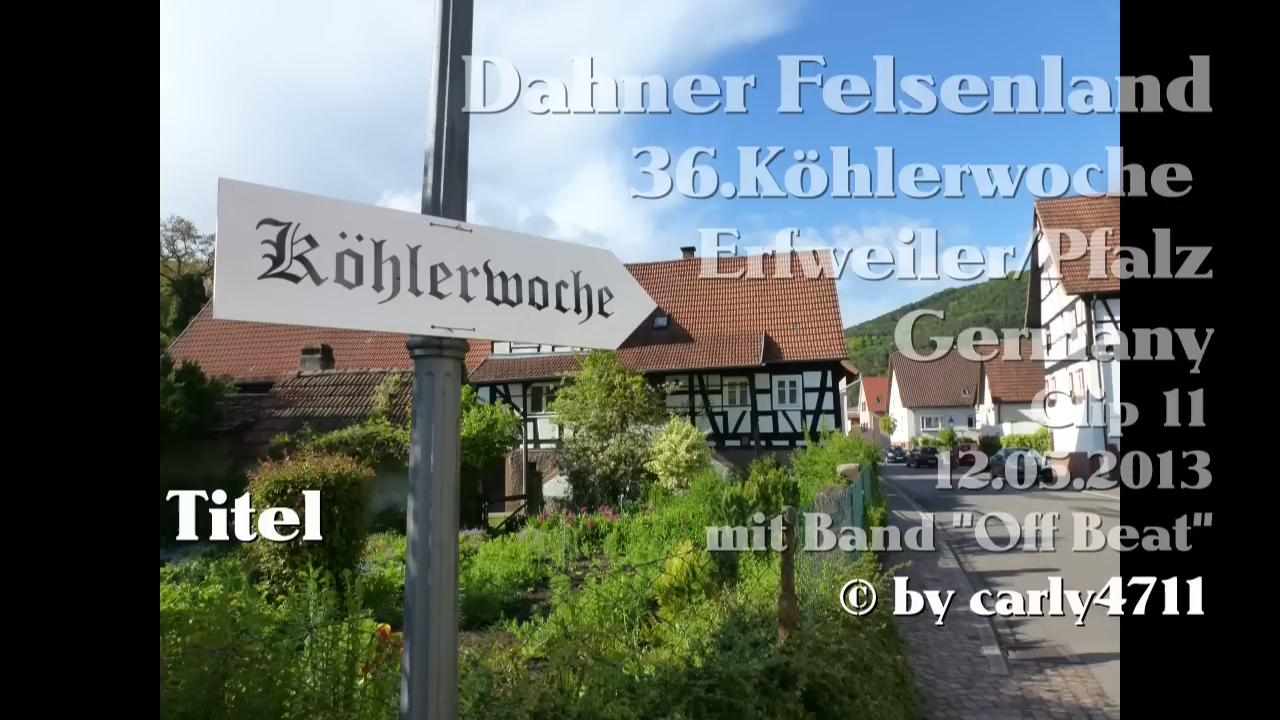 Dahner Felsenland
36.Köhlerwoche
Erfweiler/Pfalz
Germany
Clip 11
12.05.2013
mit Band "Off Beat"
© by carly4711
Köhlerwoche
Titel